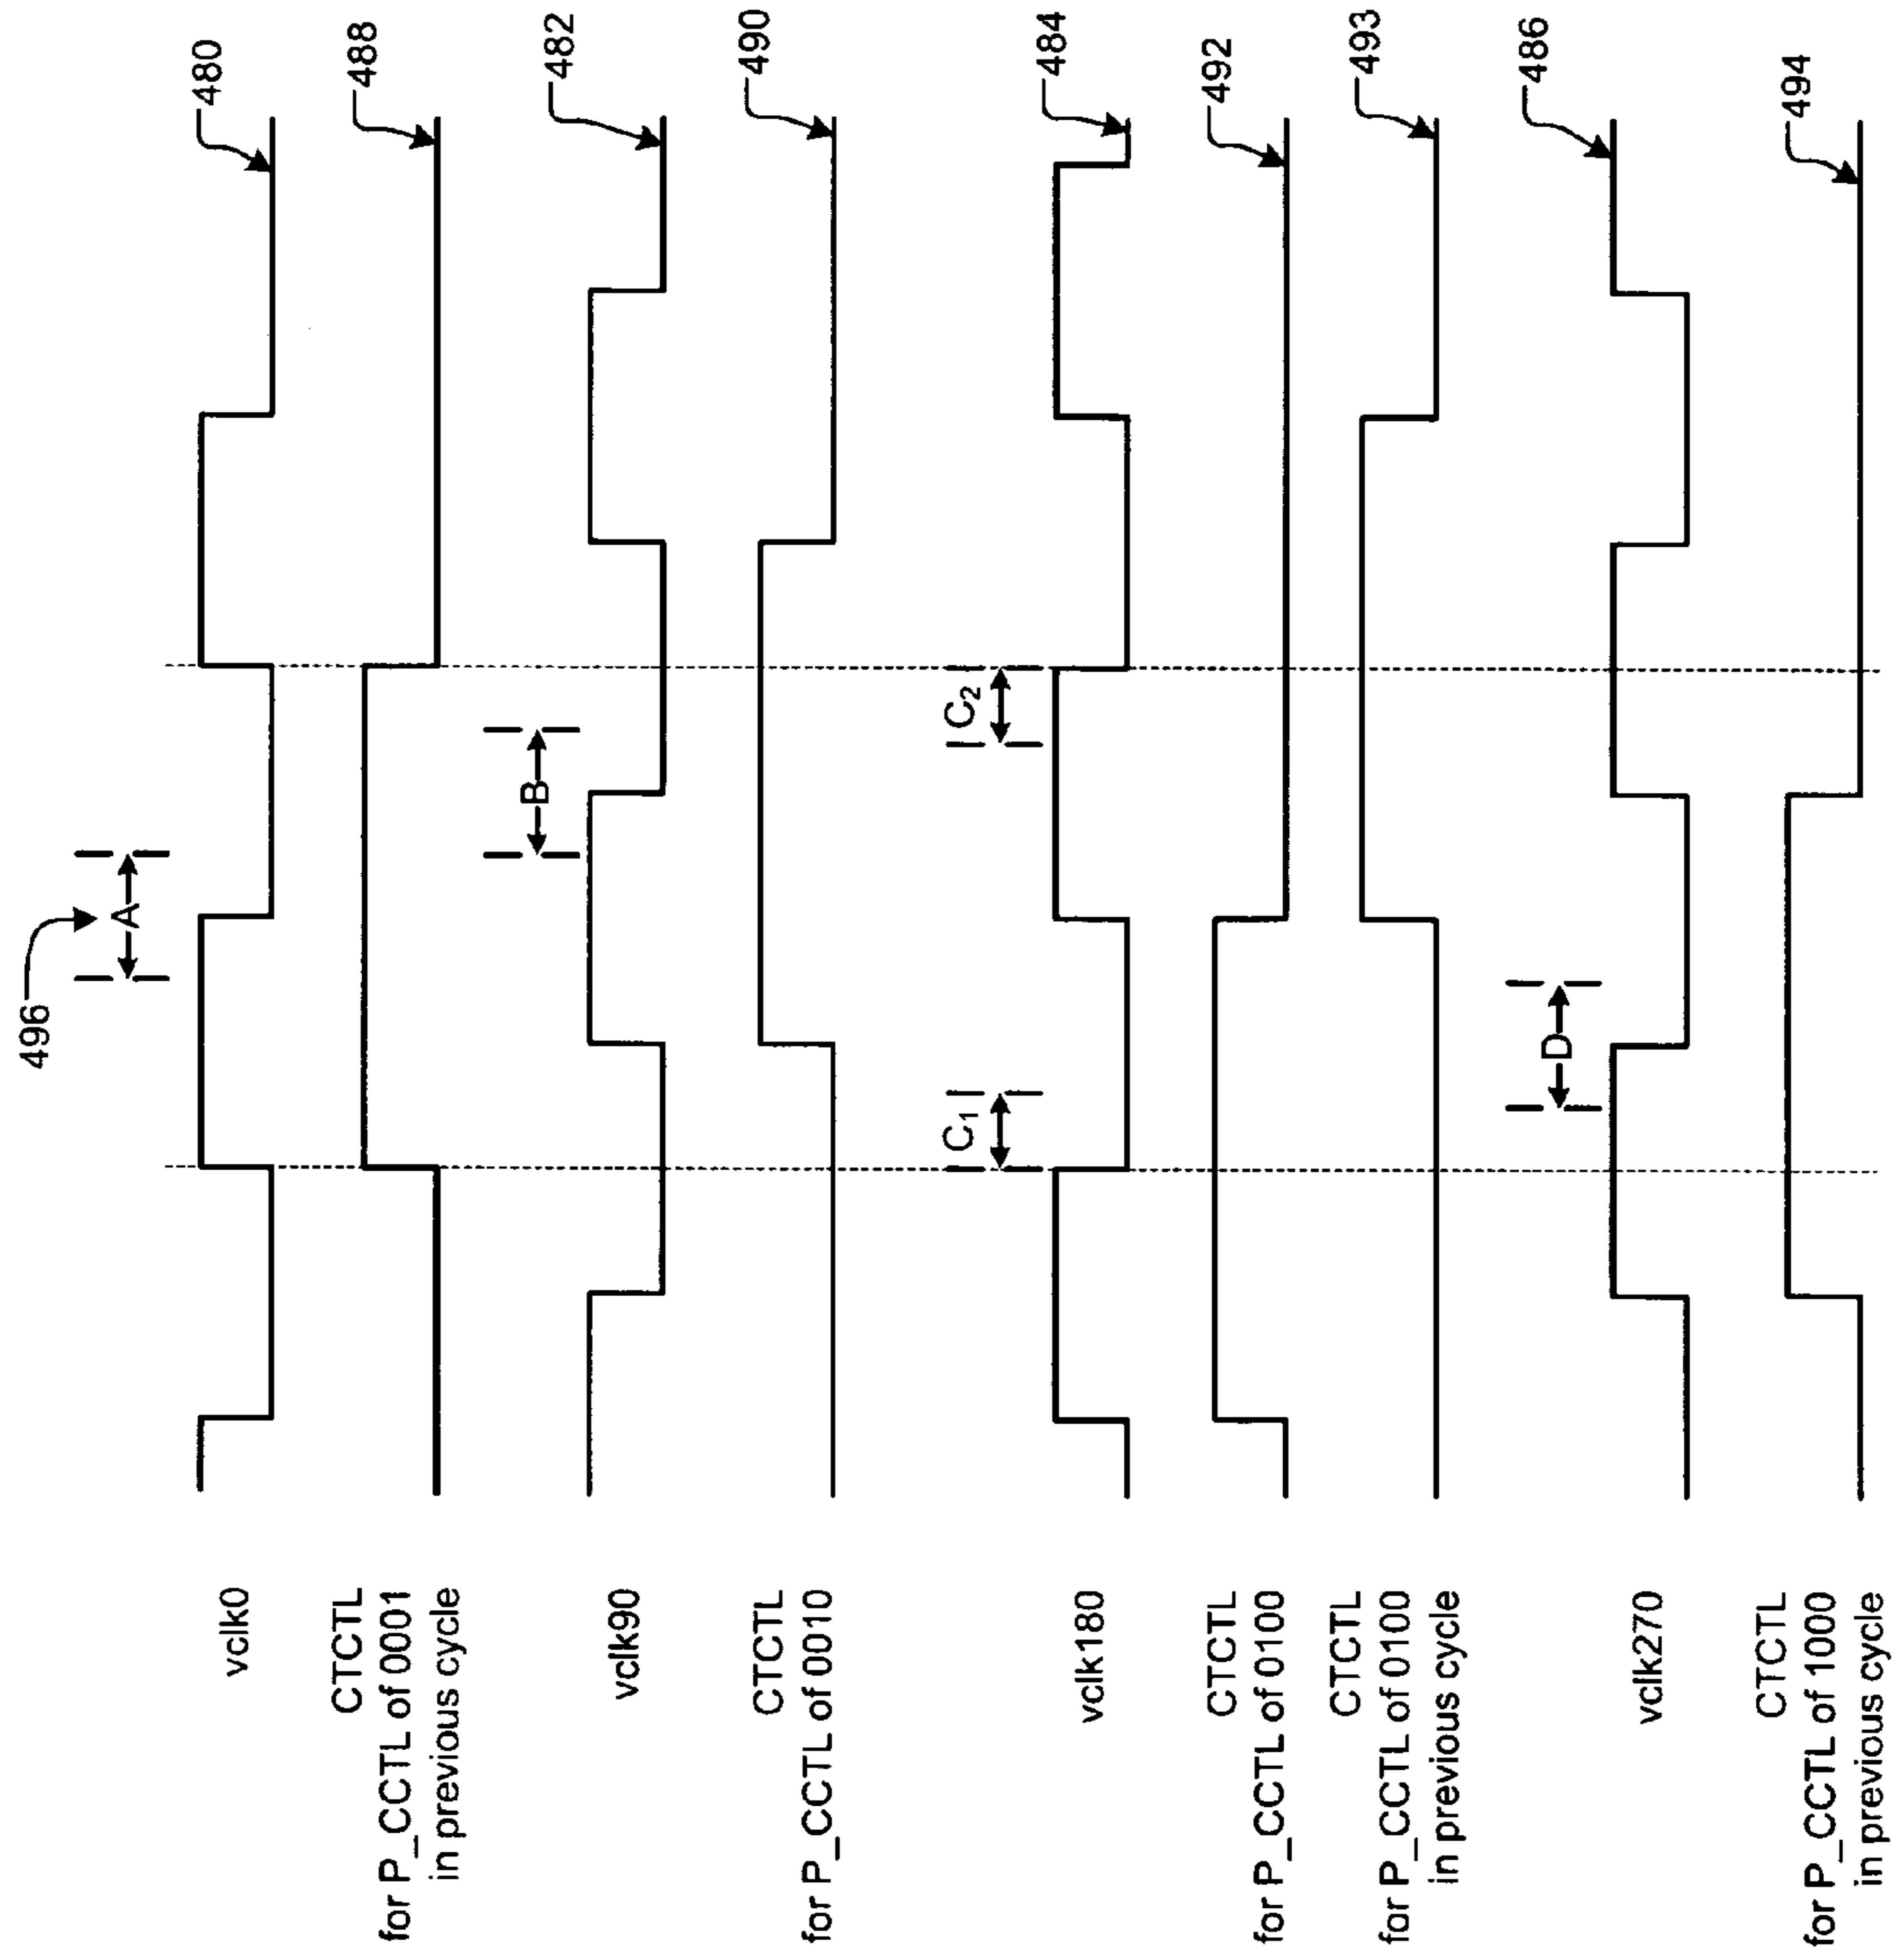 496
A
vclk0
480
CTCTL
for P_CCTL of 0001
in previous cycle
488
B
vclk90
482
CTCTL
for P_CCTL of 0010
490
C1
C2
vclk180
484
CTCTL
for P_CCTL of 0100
492
CTCTL
for P_CCTL of 0100
in previous cycle
493
D
vclk270
486
CTCTL
for P_CCTL of 1000
in previous cycle
494